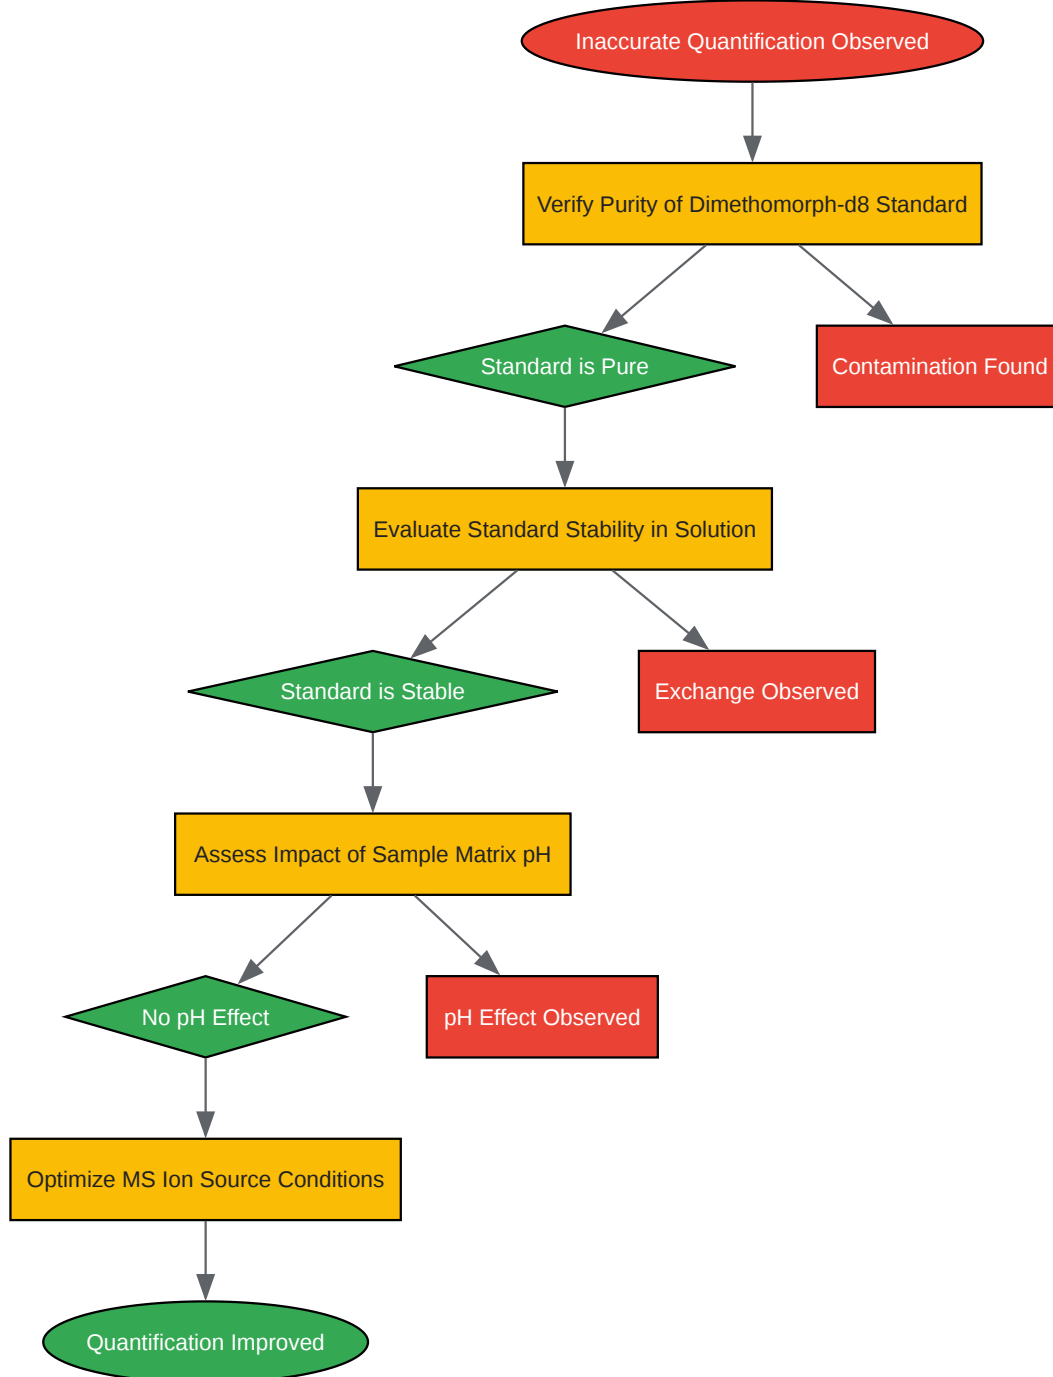 Inaccurate Quantification Observed
Verify Purity of Dimethomorph-d8 Standard
Standard is Pure
Contamination Found
Evaluate Standard Stability in Solution
Standard is Stable
Exchange Observed
Assess Impact of Sample Matrix pH
No pH Effect
pH Effect Observed
Optimize MS Ion Source Conditions
Quantification Improved